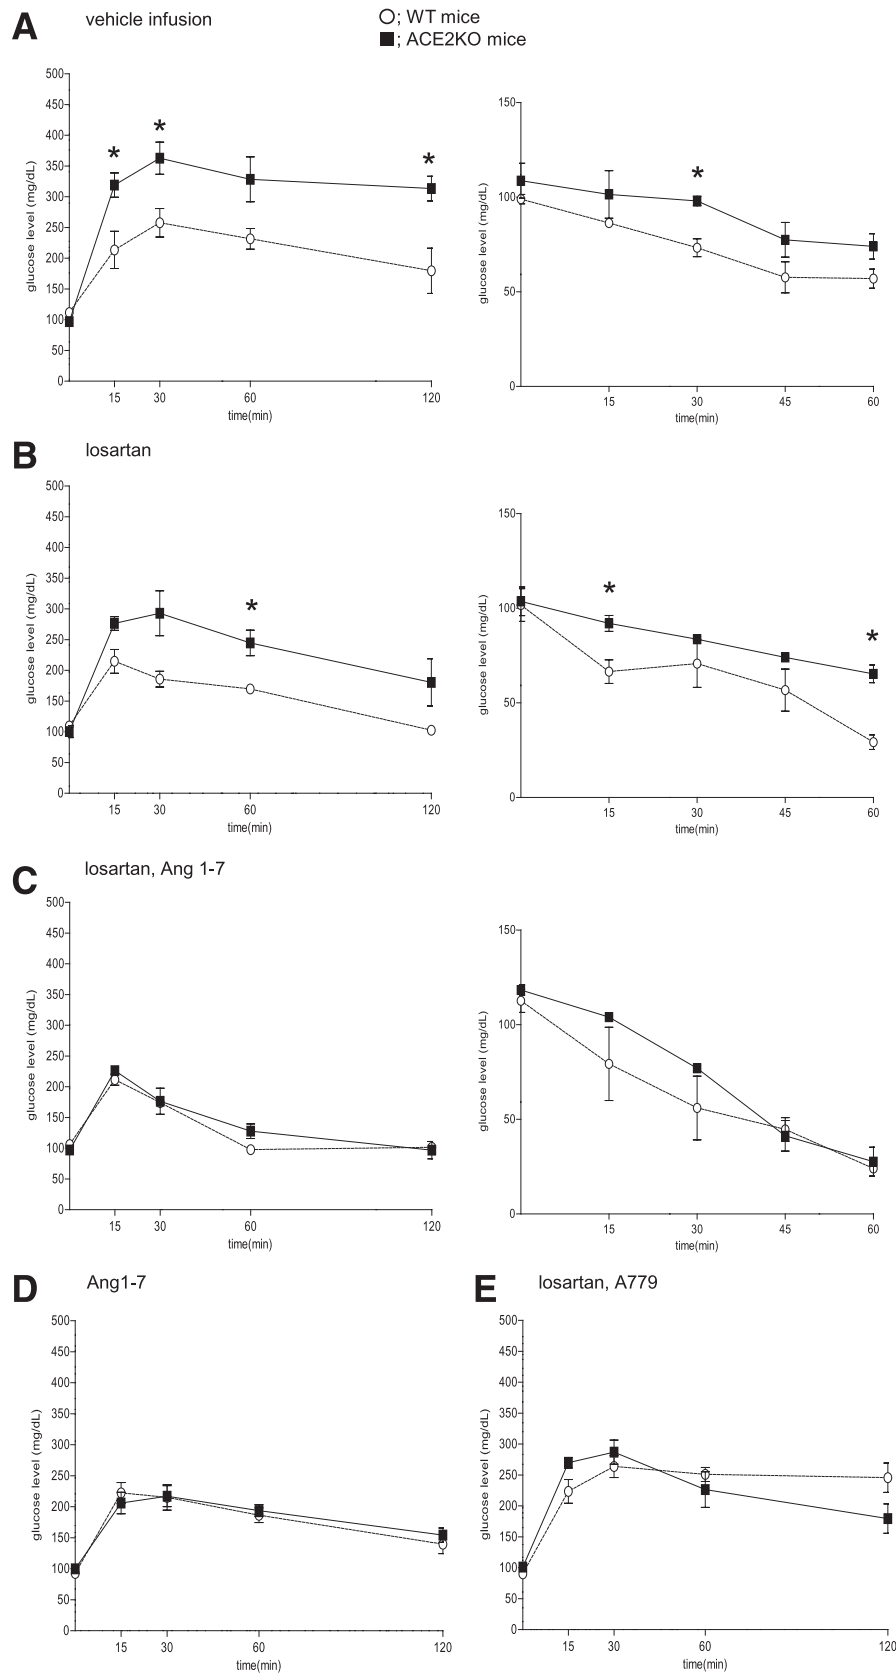 A vehicle infusion
○; WT mice
■; ACE2KO mice
500
450
400
350
300
250
200
150
100
50
0
glucose level (mg/dL)
* * *
15 30 60 120
time(min)
150
100
50
0
glucose level (mg/dL)
*
15 30 45 60
time(min)
B losartan
500
450
400
350
300
250
200
150
100
50
0
glucose level (mg/dL)
*
15 30 60 120
time(min)
150
100
50
0
glucose level (mg/dL)
* *
15 30 45 60
time(min)
C losartan, Ang 1-7
500
450
400
350
300
250
200
150
100
50
0
glucose level (mg/dL)
15 30 60 120
time(min)
150
100
50
0
glucose level (mg/dL)
15 30 45 60
time(min)
D Ang1-7
500
450
400
350
300
250
200
150
100
50
0
glucose level (mg/dL)
15 30 60 120
time(min)
E losartan, A779
500
450
400
350
300
250
200
150
100
50
0
glucose level (mg/dL)
15 30 60 120
time(min)